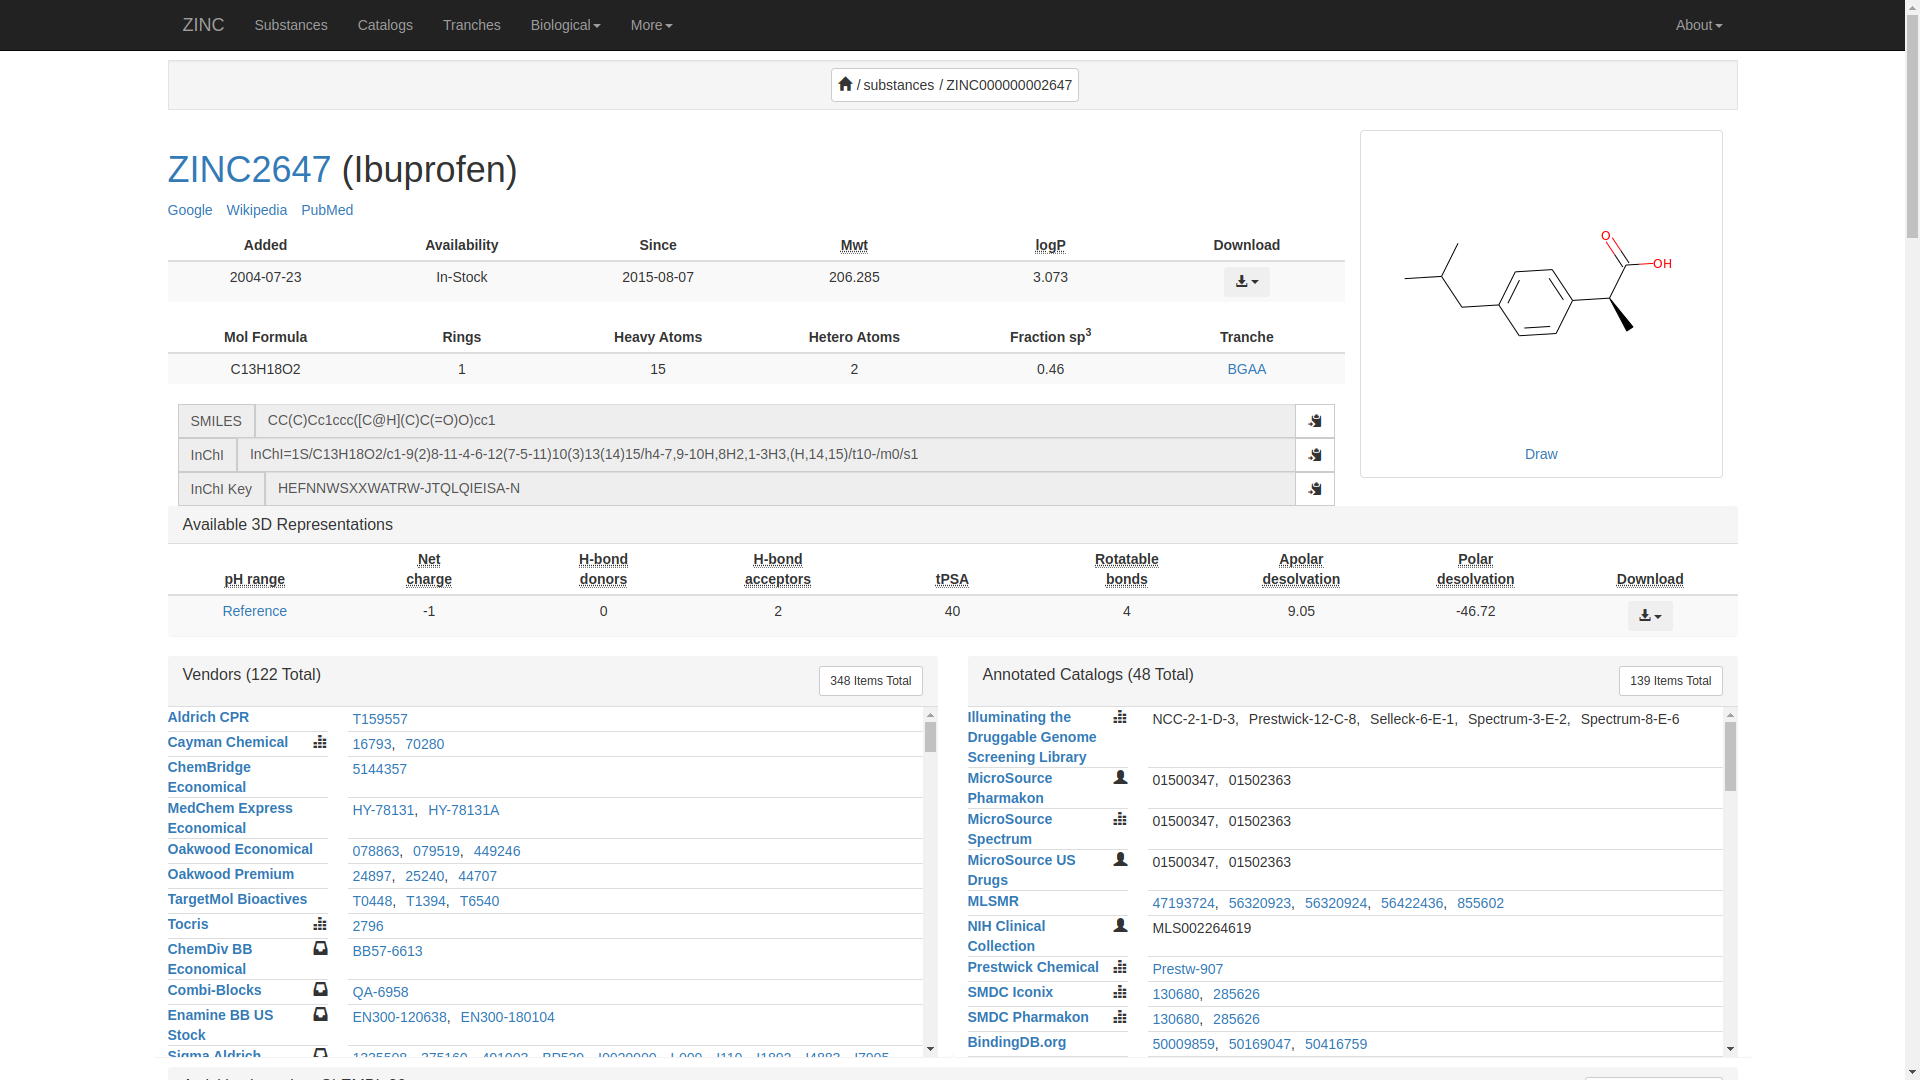 ZINC Substances Catalogs Tranches Biological More About
/ substances / ZINC000000002647
ZINC2647 (Ibuprofen)
Google Wikipedia PubMed
Added Availability Since Mwt logP Download
2004-07-23 In-Stock 2015-08-07 206.285 3.073
Mol Formula Rings Heavy Atoms Hetero Atoms Fraction sp3 Tranche
C13H18O2 1 15 2 0.46 BGAA
SMILES CC(C)Cc1ccc([C@H](C)C(=O)O)cc1
InChI InChI=1S/C13H18O2/c1-9(2)8-11-4-6-12(7-5-11)10(3)13(14)15/h4-7,9-10H,8H2,1-3H3,(H,14,15)/t10-/m0/s1
InChI Key HEFNNWSXXWATRW-JTQLQIEISA-N
O
OH
Draw
Available 3D Representations
pH range Net charge H-bond donors H-bond acceptors tPSA Rotatable bonds Apolar desolvation Polar desolvation Download
Reference -1 0 2 40 4 9.05 -46.72
Vendors (122 Total) 348 Items Total
Aldrich CPR T159557
Cayman Chemical 16793, 70280
ChemBridge Economical 5144357
MedChem Express Economical HY-78131, HY-78131A
Oakwood Economical 078863, 079519, 449246
Oakwood Premium 24897, 25240, 44707
TargetMol Bioactives T0448, T1394, T6540
Tocris 2796
ChemDiv BB Economical BB57-6613
Combi-Blocks QA-6958
Enamine BB US Stock EN300-120638, EN300-180104
Sigma Aldrich
Annotated Catalogs (48 Total) 139 Items Total
Illuminating the Druggable Genome Screening Library NCC-2-1-D-3, Prestwick-12-C-8, Selleck-6-E-1, Spectrum-3-E-2, Spectrum-8-E-6
MicroSource Pharmakon 01500347, 01502363
MicroSource Spectrum 01500347, 01502363
MicroSource US Drugs 01500347, 01502363
MLSMR 47193724, 56320923, 56320924, 56422436, 855602
NIH Clinical Collection MLS002264619
Prestwick Chemical Prestw-907
SMDC Iconix 130680, 285626
SMDC Pharmakon 130680, 285626
BindingDB.org 50009859, 50169047, 50416759